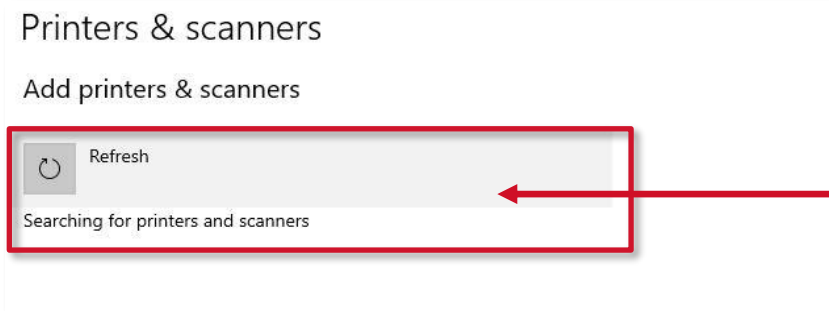 Printers & scanners
Add printers & scanners
Refresh
Searching for printers and scanners